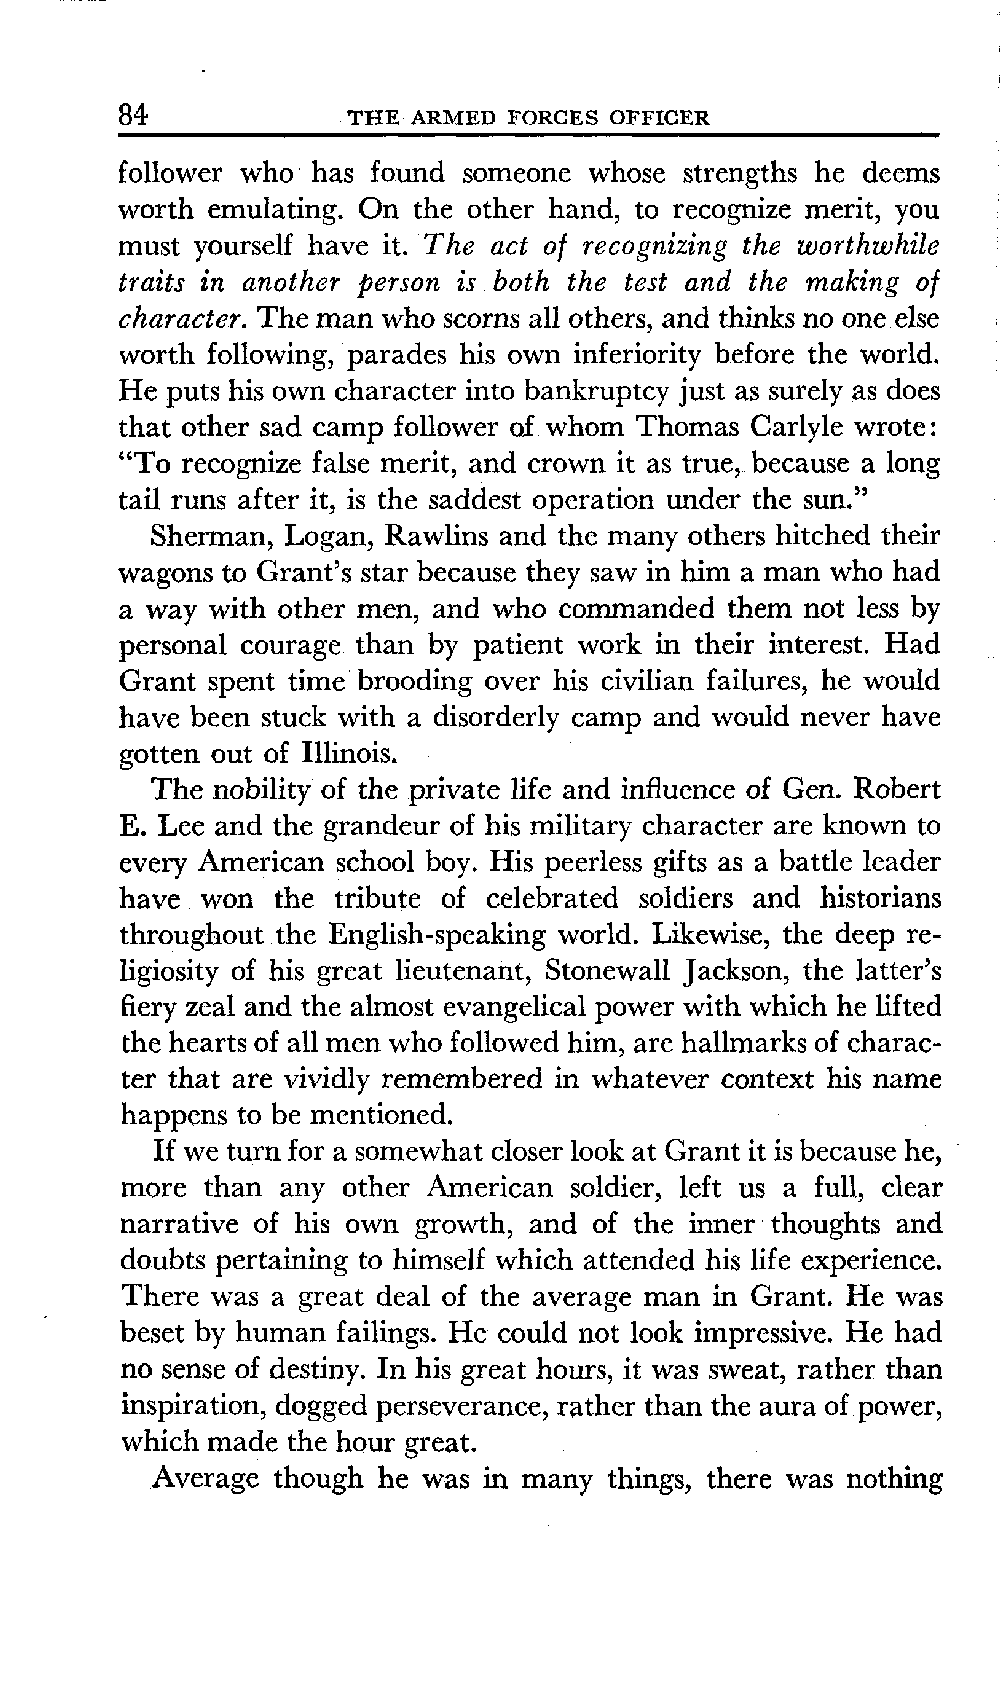 84 THE ARMED FORCES OFFICER
follower who has found someone whose strengths he deems
worth emulating. On the other hand, to recognize merit, you
must yourself have it. The act of recognizing the worthwhile
traits in another person is both the test and the making of
character. The man who scorns all others, and thinks no one else
worth following, parades his own inferiority before the world.
He puts his own character into bankruptcy just as surely as does
that other sad camp follower of whom Thomas Carlyle wrote:
“To recognize false merit, and crown it as true, because a long
tail runs after it, is the saddest operation under the sun.”
Sherman, Logan, Rawlins and the many others hitched their
wagons to Grant’s star because they saw in him a man who had
a way with other men, and who commanded them not less by
personal courage than by patient work in their interest. Had
Grant spent time brooding over his civilian failures, he would
have been stuck with a disorderly camp and would never have
gotten out of Illinois.
The nobility of the private life and influence of Gen. Robert
E. Lee and the grandeur of his military character are known to
every American school boy. His peerless gifts as a battle leader
have won the tribute of celebrated soldiers and historians
throughout the English-speaking world. Likewise, the deep re-
ligiosity of his great lieutenant, Stonewall Jackson, the latter’s
fiery zeal and the almost evangelical power with which he lifted
the hearts of all men who followed him, are hallmarks of charac-
ter that are vividly remembered in whatever context his name
happens to be mentioned.
If we turn for a somewhat closer look at Grant it is because he,
more than any other American soldier, left us a full, clear
narrative of his own growth, and of the inner thoughts and
doubts pertaining to himself which attended his life experience.
There was a great deal of the average man in Grant. He was
beset by human failings. He could not look impressive. He had
no sense of destiny. In his great hours, it was sweat, rather than
inspiration, dogged perseverance, rather than the aura of power,
which made the hour great.
Average though he was in many things, there was nothing